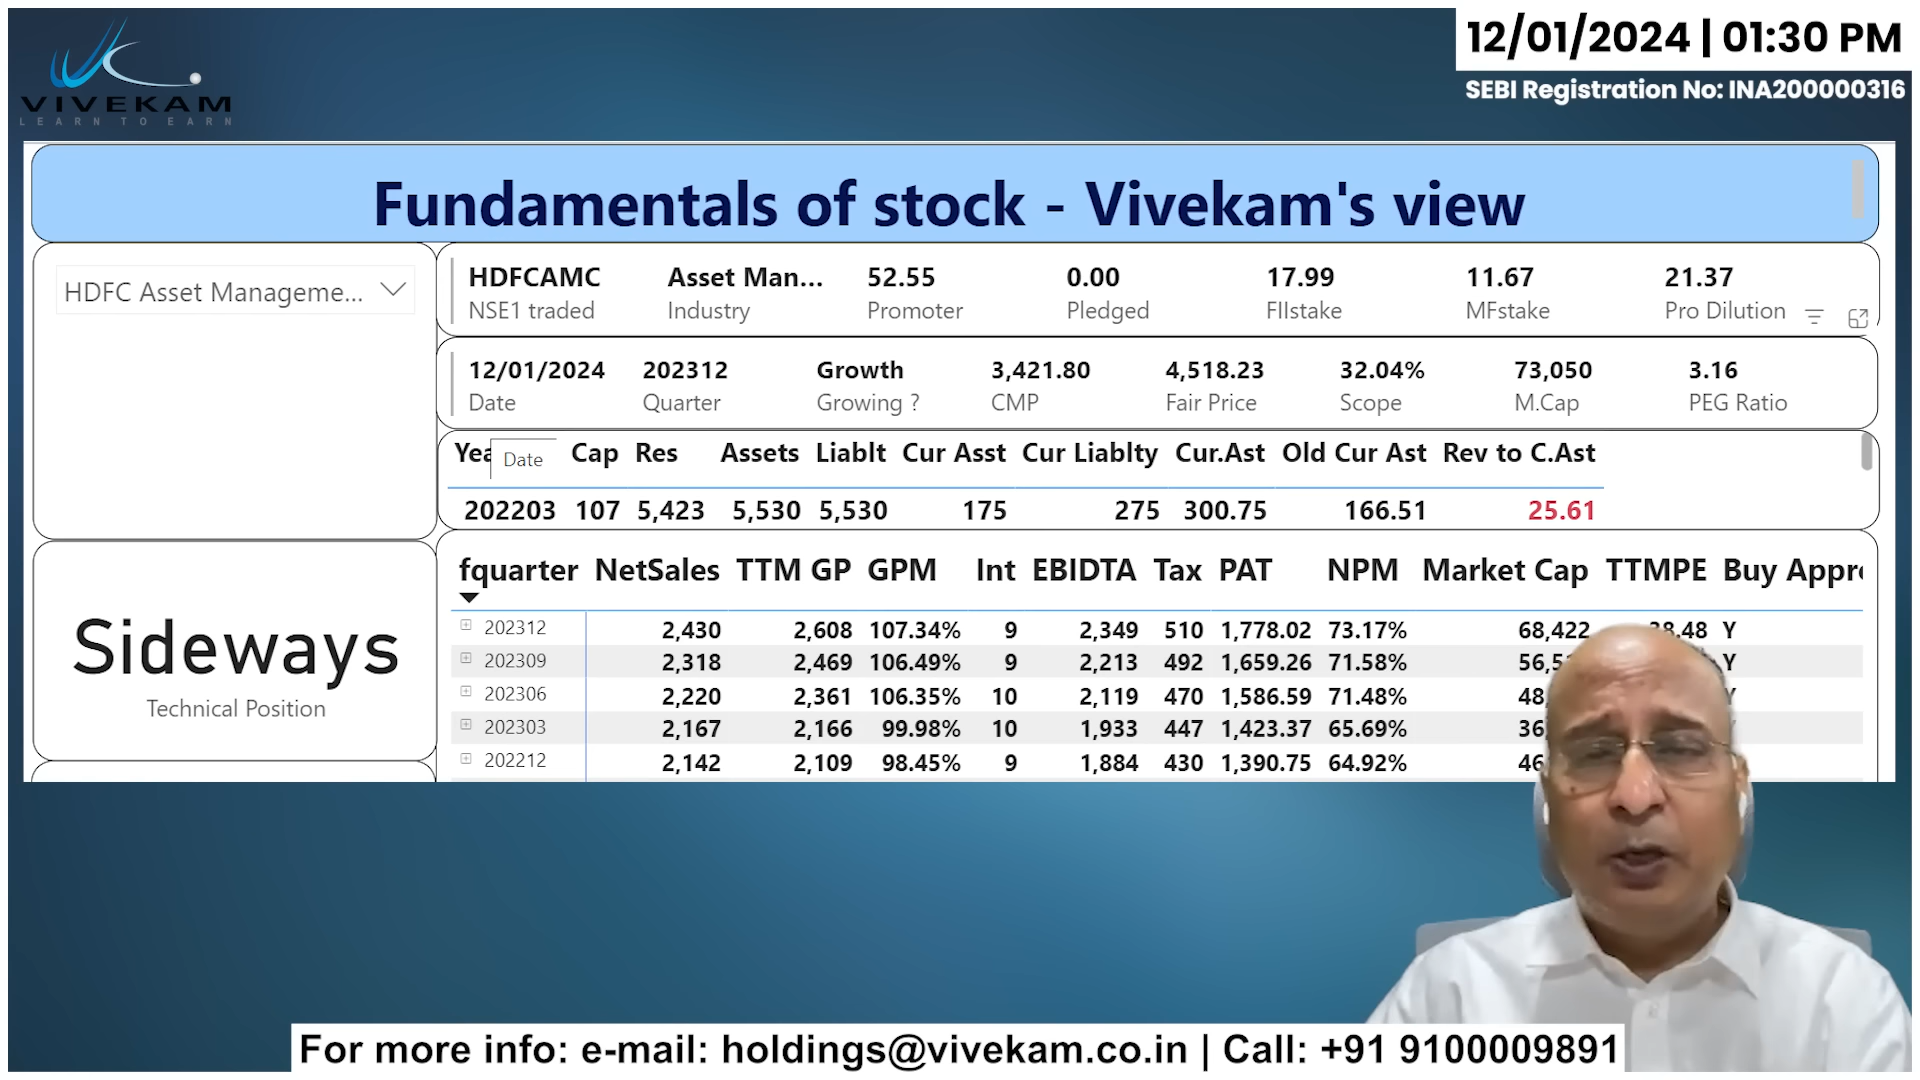 12/01/2024 | 01:30 PM
SEBI Registration No: INA200000316
VIVEKAM
LEARN TO EARN
Fundamentals of stock - Vivekam's view
HDFC Asset Manageme...
HDFCAMC Asset Man... 52.55 0.00 17.99 11.67 21.37
NSE1 traded Industry Promoter Pledged FIIstake MFstake Pro Dilution
12/01/2024 202312 Growth 3,421.80 4,518.23 32.04% 73,050 3.16
Date Quarter Growing ? CMP Fair Price Scope M.Cap PEG Ratio
Date Cap Res Assets Liablt Cur Asst Cur Liablty Cur.Ast Old Cur Ast Rev to C.Ast
202203 107 5,423 5,530 5,530 175 275 300.75 166.51 25.61
Sideways
Technical Position
fquarter NetSales TTM GP GPM Int EBIDTA Tax PAT NPM Market Cap TTMPE Buy
202312 2,430 2,608 107.34% 9 2,349 510 1,778.02 73.17% 68,422 Y
202309 2,318 2,469 106.49% 9 2,213 492 1,659.26 71.58% Y
202306 2,220 2,361 106.35% 10 2,119 470 1,586.59 71.48%
202303 2,167 2,166 99.98% 10 1,933 447 1,423.37 65.69%
202212 2,142 2,109 98.45% 9 1,884 430 1,390.75 64.92%
For more info: e-mail: holdings@vivekam.co.in | Call: +91 9100009891